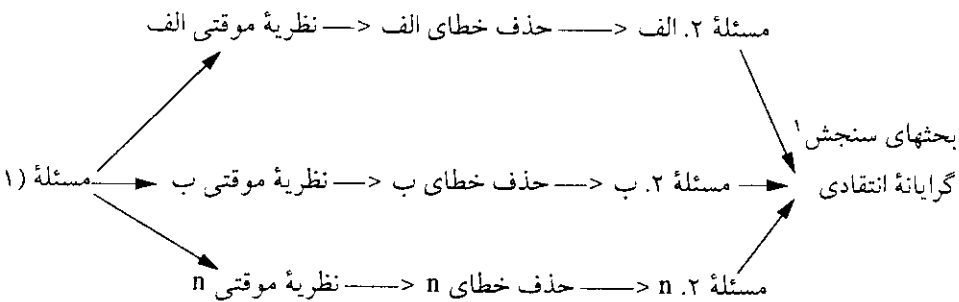 نظریهٔ موقتی الف <— حذف خطای الف <— مسئلهٔ ۲. الف
بحثهای سنجش۱
مسئلهٔ (۱ نظریهٔ موقتی ب <— حذف خطای ب <— مسئلهٔ ۲. ب گرایانهٔ انتقادی
نظریهٔ موقتی n <— حذف خطای n <— مسئلهٔ ۲. n